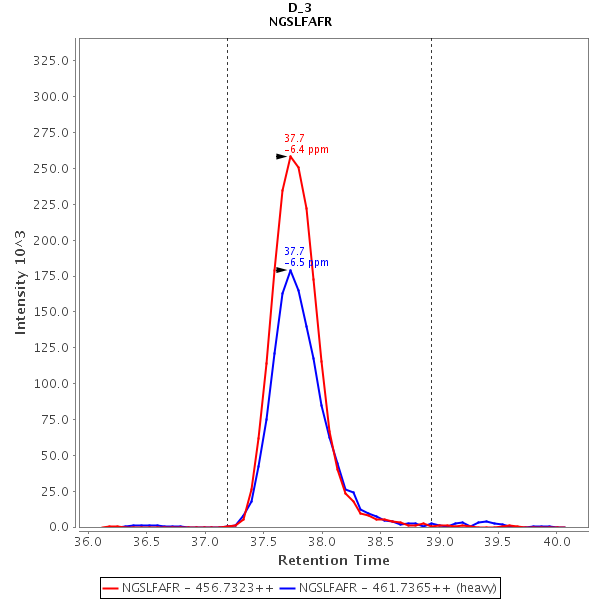 D_3
NGSLFAFR
Intensity 10^3
325.0
300.0
275.0
250.0
225.0
200.0
175.0
150.0
125.0
100.0
75.0
50.0
25.0
0.0
37.7
-6.4 ppm
37.7
-6.5 ppm
36.0 36.5 37.0 37.5 38.0 38.5 39.0 39.5 40.0
Retention Time
NGSLFAFR - 456.7323++ NGSLFAFR - 461.7365++ (heavy)